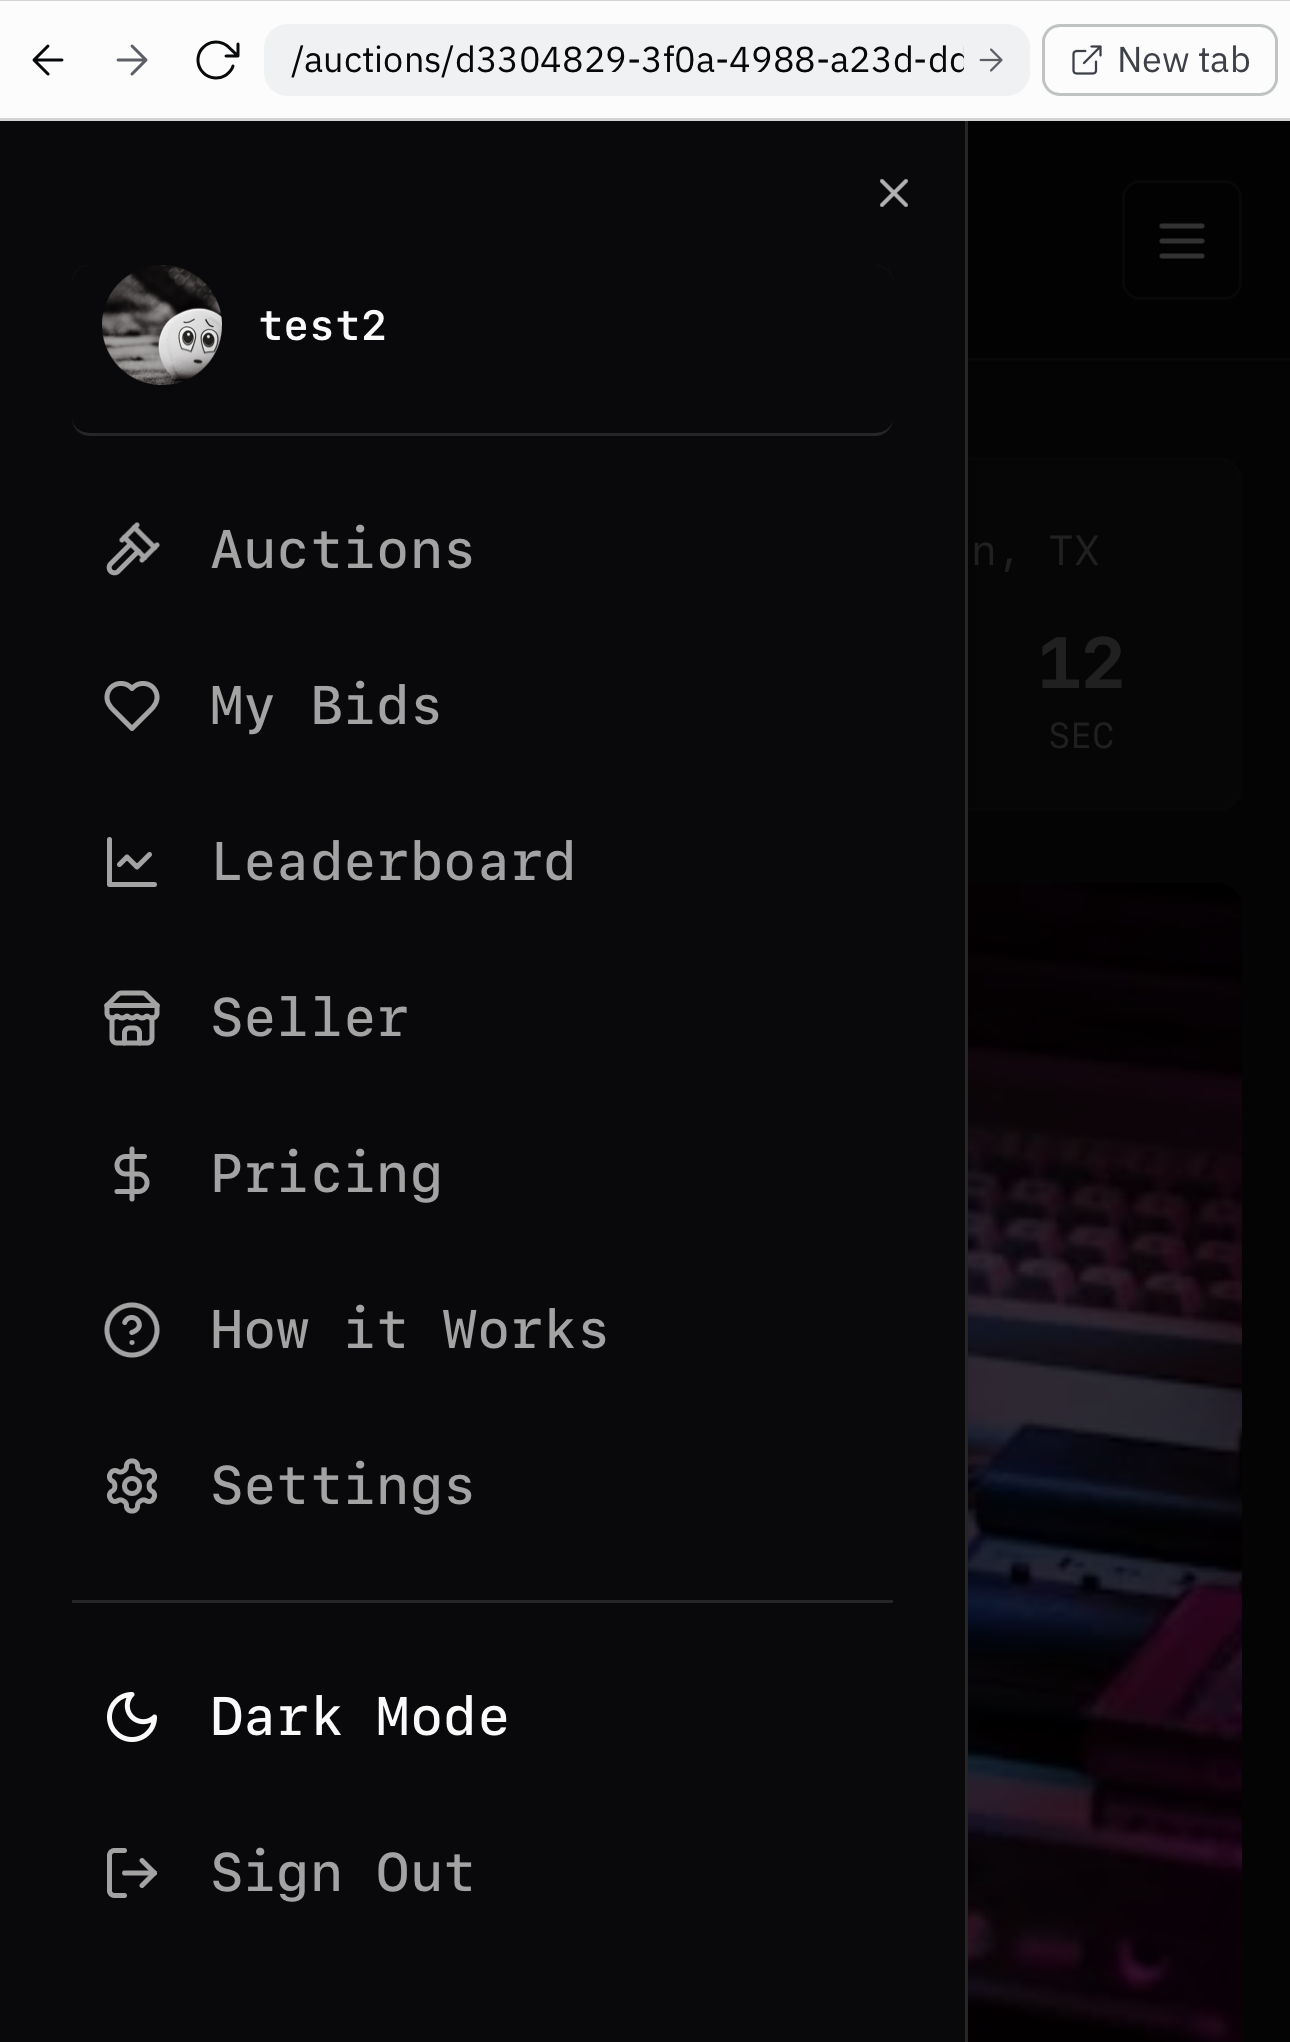 /auctions/d3304829-3f0a-4988-a23d-dc
New tab
test2
Auctions
n, TX
My Bids
12
SEC
Leaderboard
Seller
Pricing
How it Works
Settings
Dark Mode
Sign Out